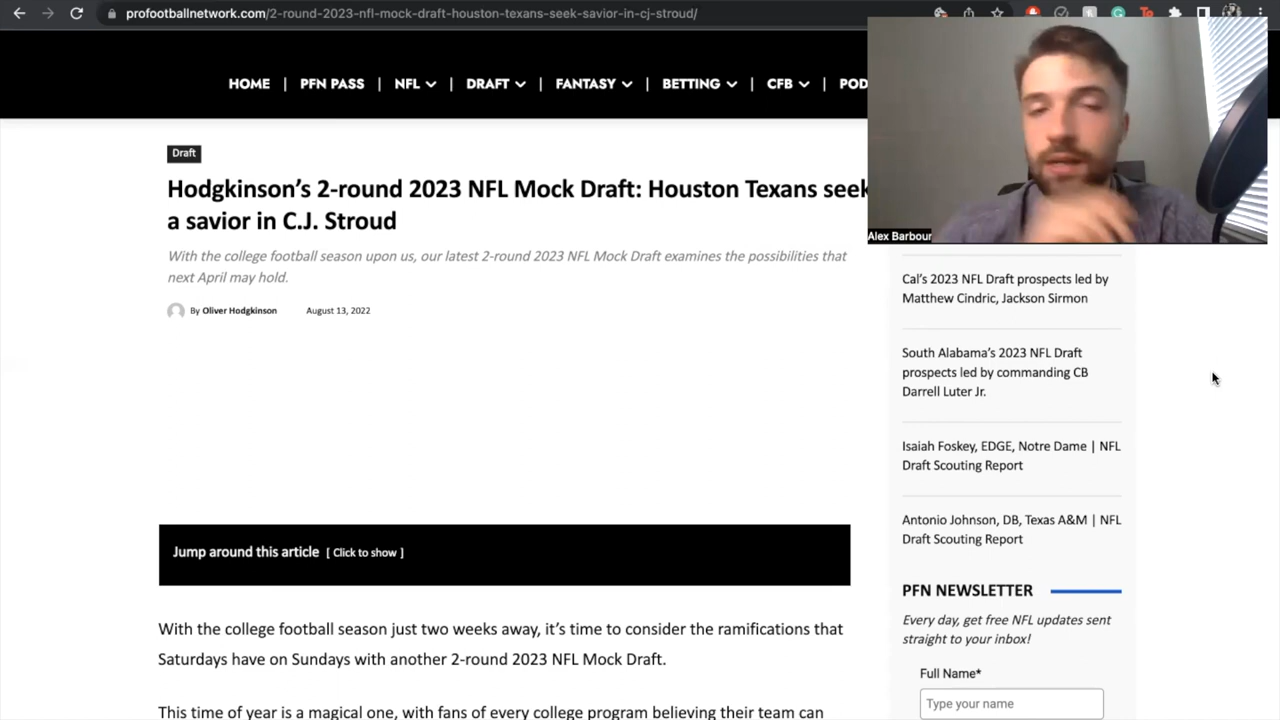 profootballnetwork.com/2-round-2023-nfl-mock-draft-houston-texans-seek-savior-in-cj-stroud/
HOME | PFN PASS | NFL | DRAFT | FANTASY | BETTING | CFB | POD
Alex Barbour
Draft
Hodgkinson's 2-round 2023 NFL Mock Draft: Houston Texans seek
a savior in C.J. Stroud
With the college football season upon us, our latest 2-round 2023 NFL Mock Draft examines the possibilities that
next April may hold.
By Oliver Hodgkinson August 13, 2022
Jump around this article [ Click to show ]
With the college football season just two weeks away, it's time to consider the ramifications that
Saturdays have on Sundays with another 2-round 2023 NFL Mock Draft.
This time of year is a magical one, with fans of every college program believing their team can
Cal's 2023 NFL Draft prospects led by
Matthew Cindric, Jackson Sirmon
South Alabama's 2023 NFL Draft
prospects led by commanding CB
Darrell Luter Jr.
Isaiah Foskey, EDGE, Notre Dame | NFL
Draft Scouting Report
Antonio Johnson, DB, Texas A&M | NFL
Draft Scouting Report
PFN NEWSLETTER
Every day, get free NFL updates sent
straight to your inbox!
Full Name*
Type your name